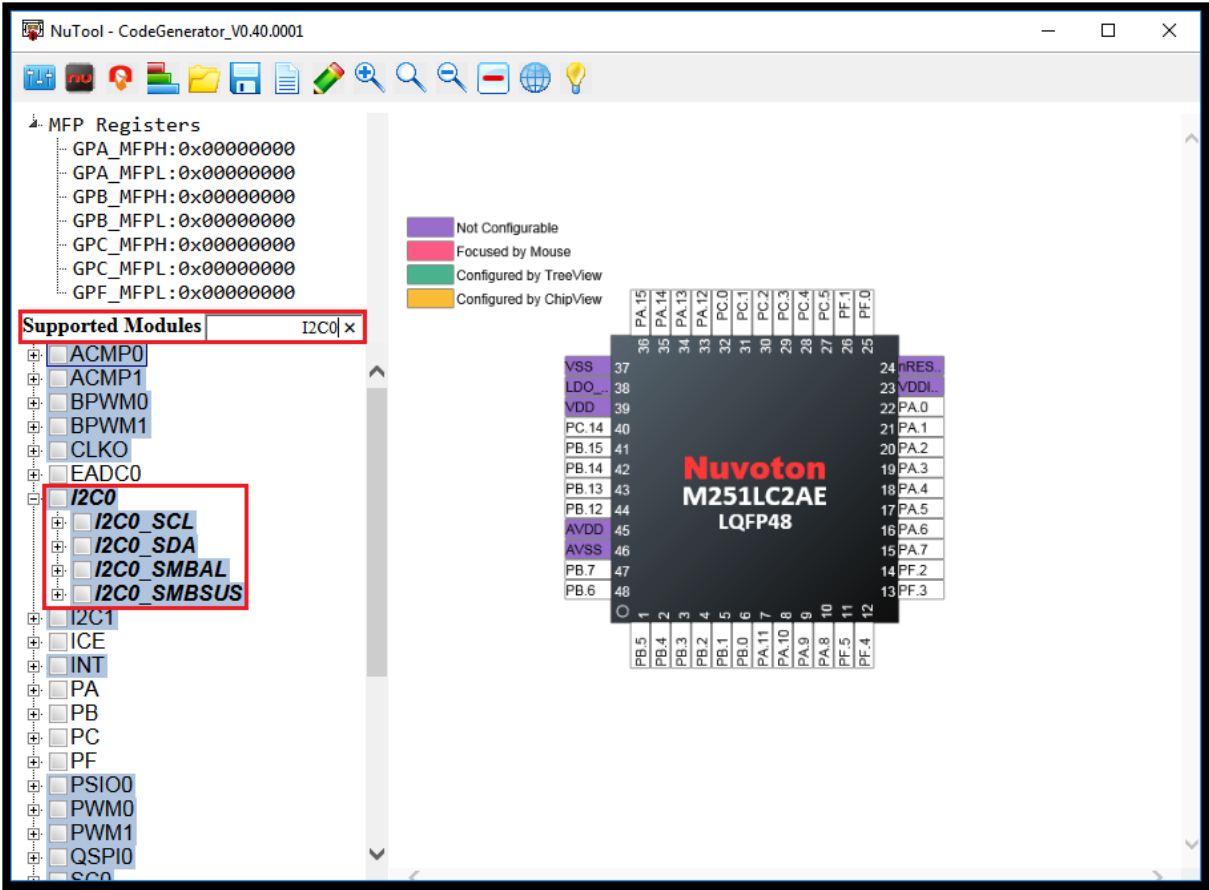 NuTool - CodeGenerator_V0.40.0001
nu
MFP Registers
GPA_MFPH:0x00000000
GPA_MFPL:0x00000000
GPB_MFPH:0x00000000
GPB_MFPL:0x00000000
GPC_MFPH:0x00000000
GPC_MFPL:0x00000000
GPF_MFPL:0x00000000
Supported Modules I2C0 ×
ACMP0
ACMP1
BPWM0
BPWM1
CLKO
EADC0
I2C0
I2C0_SCL
I2C0_SDA
I2C0_SMBAL
I2C0_SMBSUS
I2C1
ICE
INT
PA
PB
PC
PF
PSIO0
PWM0
PWM1
QSPI0
SC0
Not Configurable
Focused by Mouse
Configured by TreeView
Configured by ChipView
PA.15 PA.14 PA.13 PA.12 PC.0 PC.1 PC.2 PC.3 PC.4 PC.5 PF.1 PF.0
36 35 34 33 32 31 30 29 28 27 26 25
VSS 37
LDO_.. 38
VDD 39
PC.14 40
PB.15 41
PB.14 42
PB.13 43
PB.12 44
AVDD 45
AVSS 46
PB.7 47
PB.6 48
Nuvoton
M251LC2AE
LQFP48
24 nRES..
23 VDDI..
22 PA.0
21 PA.1
20 PA.2
19 PA.3
18 PA.4
17 PA.5
16 PA.6
15 PA.7
14 PF.2
13 PF.3
1 2 3 4 5 6 7 8 9 10 11 12
PB.5 PB.4 PB.3 PB.2 PB.1 PB.0 PA.11 PA.10 PA.9 PA.8 PF.5 PF.4